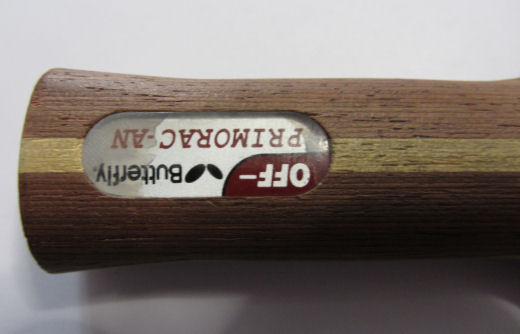 OFF- Butterfly.
PRIMORAC-AN